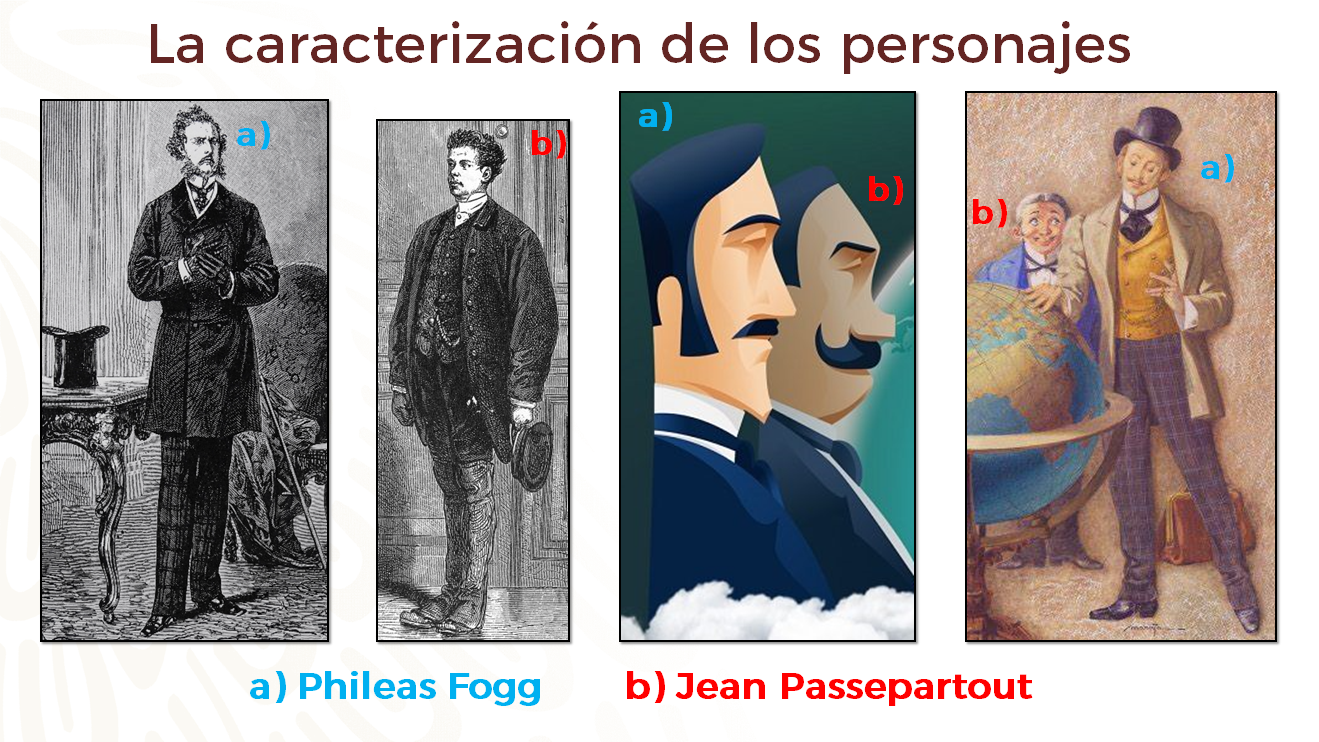 La caracterización de los personajes
a)
b)
a)
b)
b)
a)
a) Phileas Fogg
b) Jean Passepartout